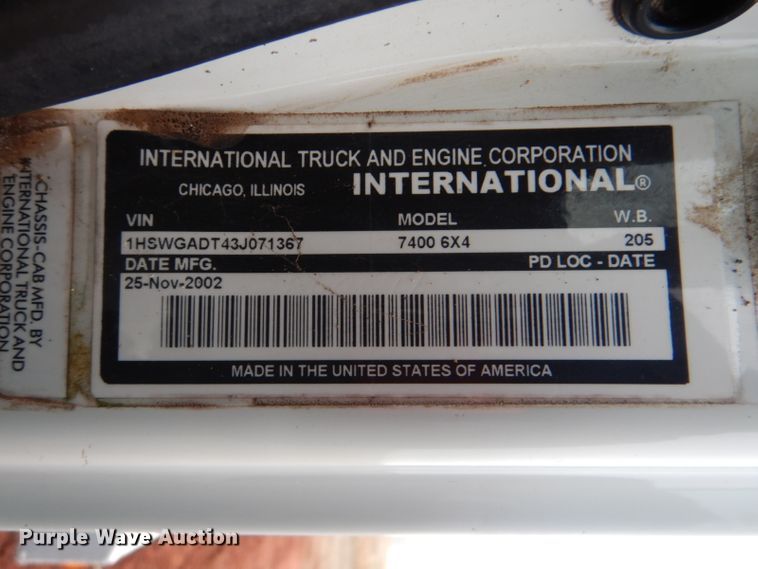 INTERNATIONAL TRUCK AND ENGINE CORPORATION
CHICAGO, ILLINOIS INTERNATIONAL®
VIN MODEL W.B.
1HSWGADT43J071367 7400 6X4 205
DATE MFG. PD LOC - DATE
25-Nov-2002
MADE IN THE UNITED STATES OF AMERICA
CHASSIS-CAB MFD. BY
INTERNATIONAL TRUCK AND
ENGINE CORPORATION
Purple Wave Auction